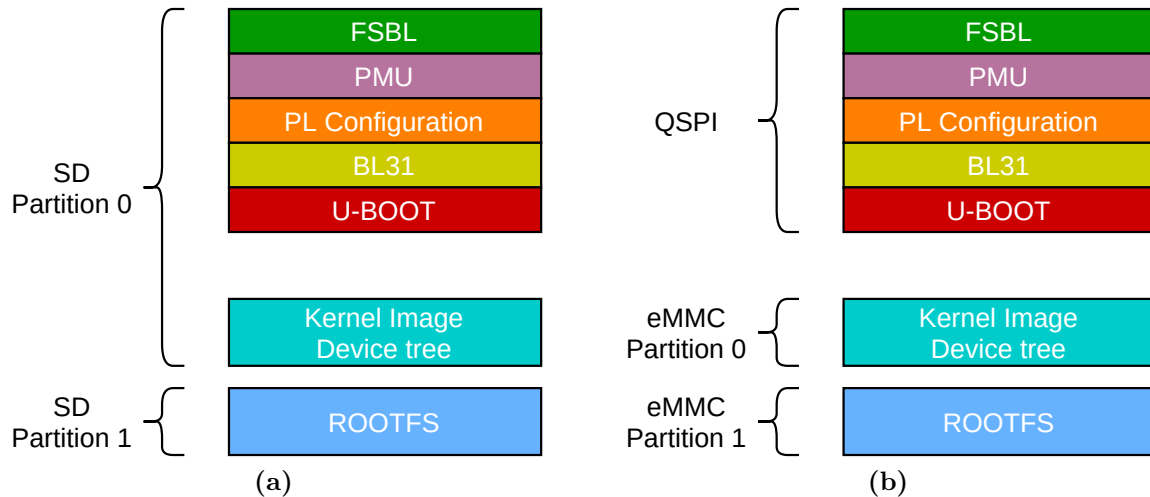 SD
Partition 0
FSBL
PMU
PL Configuration
BL31
U-BOOT
Kernel Image
Device tree
SD
Partition 1
ROOTFS
(a)
QSPI
FSBL
PMU
PL Configuration
BL31
U-BOOT
eMMC
Partition 0
Kernel Image
Device tree
eMMC
Partition 1
ROOTFS
(b)